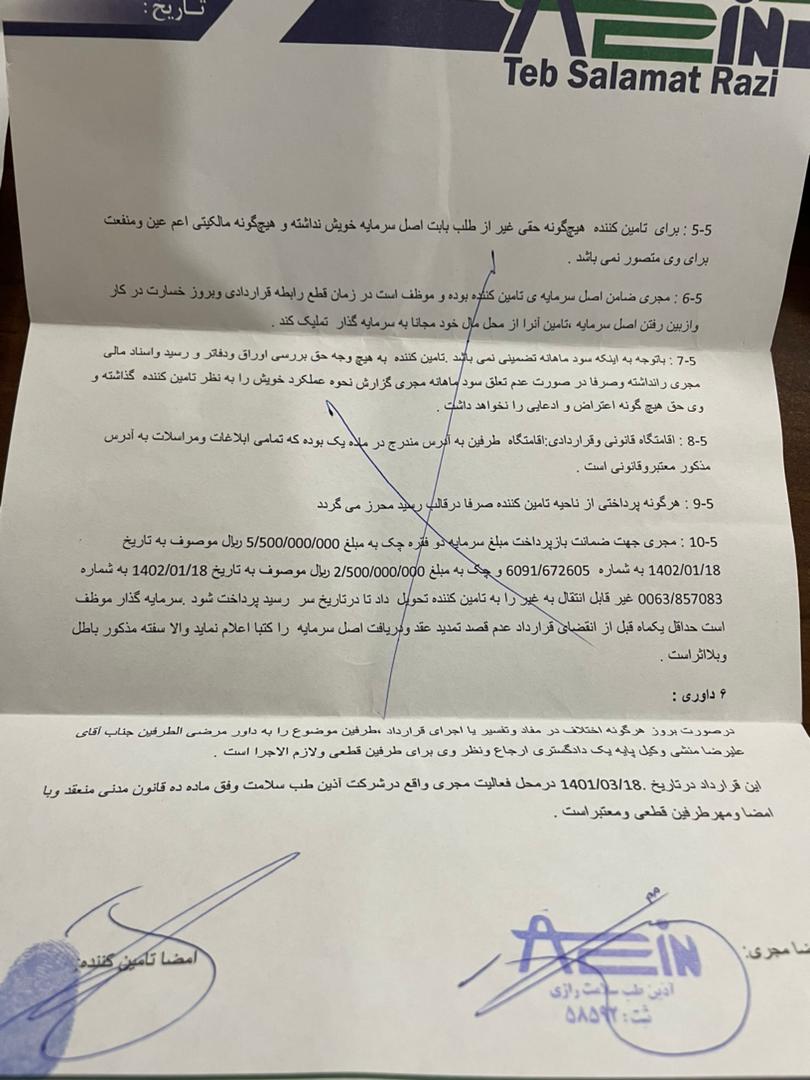 تاریخ:
AZIN
Teb Salamat Razi
5-5 : برای تامین کننده هیچگونه حقی غیر از طلب بابت اصل سرمایه خویش نداشته و هیچگونه مالکیتی اعم عین ومنفعت
برای وی متصور نمی باشد .
6-5 : مجری ضامن اصل سرمایه ی تامین کننده بوده و موظف است در زمان قطع رابطه قراردادی وبروز خسارت در کار
وازبین رفتن اصل سرمایه ،تامین آنرا از محل مال خود مجانا به سرمایه گذار تملیک کند .
7-5 : باتوجه به اینکه سود ماهانه تضمینی نمی باشد .تامین کننده به هیچ وجه حق بررسی اوراق ودفاتر و رسید واسناد مالی
مجری رانداشته وصرفا در صورت عدم تعلق سود ماهانه مجری گزارش نحوه عملکرد خویش را به نظر تامین کننده گذاشته و
وی حق هیچ گونه اعتراض و ادعایی را نخواهد داشت .
8-5 : اقامتگاه قانونی وقراردادی:اقامتگاه طرفین به آدرس مندرج در ماده یک بوده که تمامی ابلاغات ومراسلات به آدرس
مذکور معتبروقانونی است .
9-5 : هرگونه پرداختی از ناحیه تامین کننده صرفا درقالب رسید محرز می گردد
10-5 : مجری جهت ضمانت بازپرداخت مبلغ سرمایه دو فقره چک به مبلغ 5/500/000/000 ریال موصوف به تاریخ
1402/01/18 به شماره 6091/672605 و چک به مبلغ 2/500/000/000 ریال موصوف به تاریخ 1402/01/18 به شماره
0063/857083 غیر قابل انتقال به غیر را به تامین کننده تحویل داد تا درتاریخ سر رسید پرداخت شود .سرمایه گذار موظف
است حداقل یکماه قبل از انقضای قرارداد عدم قصد تمدید عقد ودریافت اصل سرمایه را کتبا اعلام نماید والا سفته مذکور باطل
وبلااثراست .
۶ داوری :
درصورت بروز هرگونه اختلاف در مفاد وتفسیر یا اجرای قرارداد ،طرفین موضوع را به داور مرضی الطرفین جناب آقای
علیرضا منشی وکیل پایه یک دادگستری ارجاع ونظر وی برای طرفین قطعی ولازم الاجرا است .
این قرارداد درتاریخ .1401/03/18 درمحل فعالیت مجری واقع درشرکت آذین طب سلامت وفق ماده ده قانون مدنی منعقد وبا
امضا ومهرطرفین قطعی ومعتبراست .
ضا مجری:
امضا تامین کننده:
AZIN
آذین طب سلامت رازی
ثبت: ۵۸۵۹۲